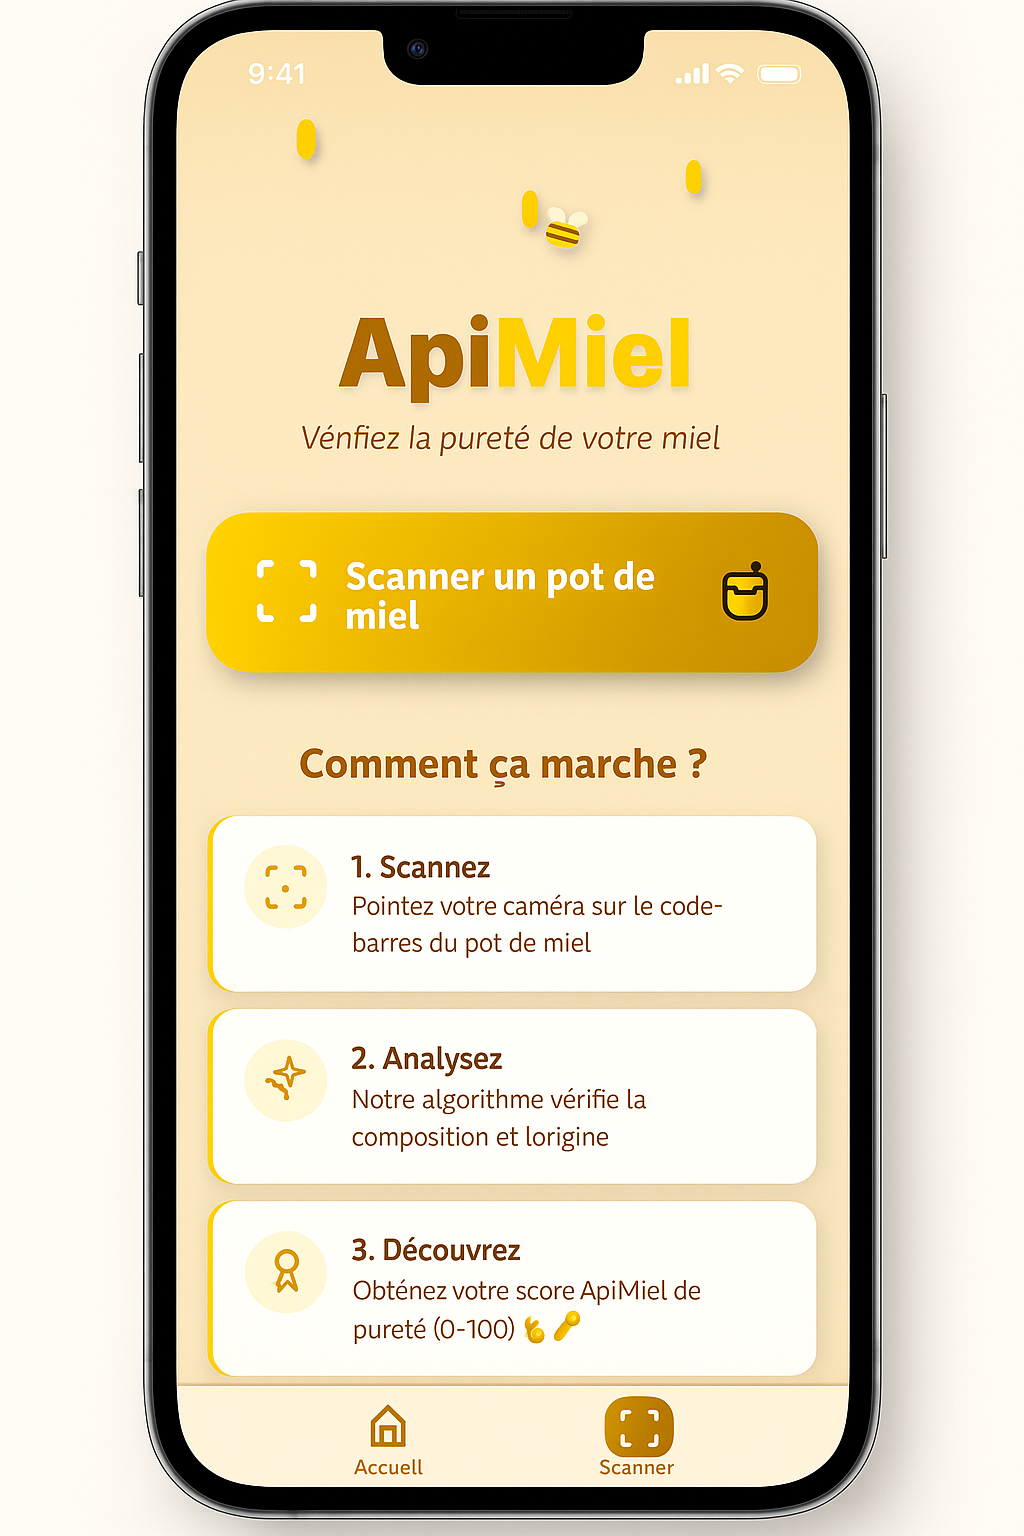 9:41
ApiMiel
Vénfiez la pureté de votre miel
Scanner un pot de
miel
Comment ça marche ?
1. Scannez
Pointez votre caméra sur le code-
barres du pot de miel
2. Analysez
Notre algorithme vérifie la
composition et lorigine
3. Découvrez
Obténez votre score ApiMiel de
pureté (0-100)
Accuell
Scanner